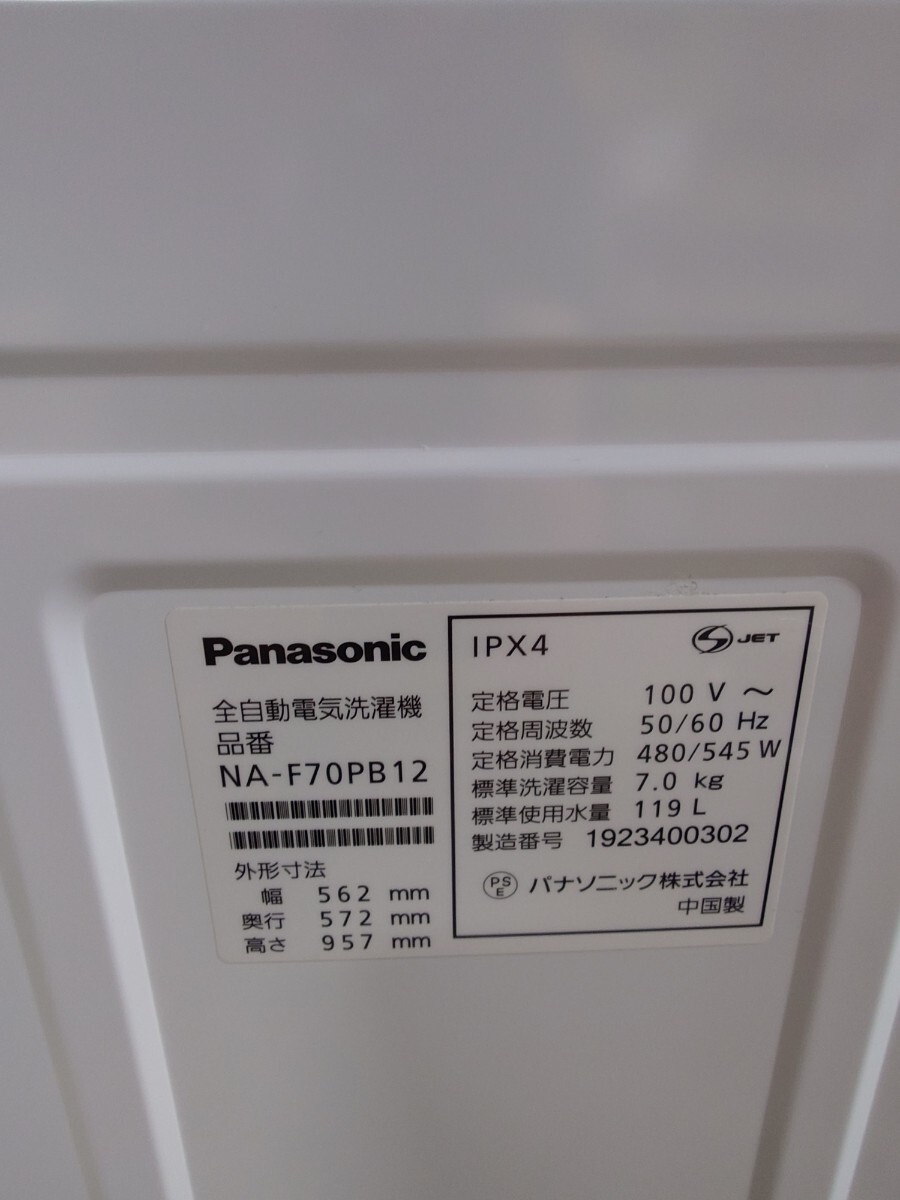 Panasonic
全自動電気洗濯機
品番
NA-F70PB12
外形寸法
幅 562 mm
奥行 572 mm
高さ 957 mm
IPX4
S JET
定格電圧 100 V ～
定格周波数 50/60 Hz
定格消費電力 480/545 W
標準洗濯容量 7.0 kg
標準使用水量 119 L
製造番号 1923400302
PS
E パナソニック株式会社
中国製